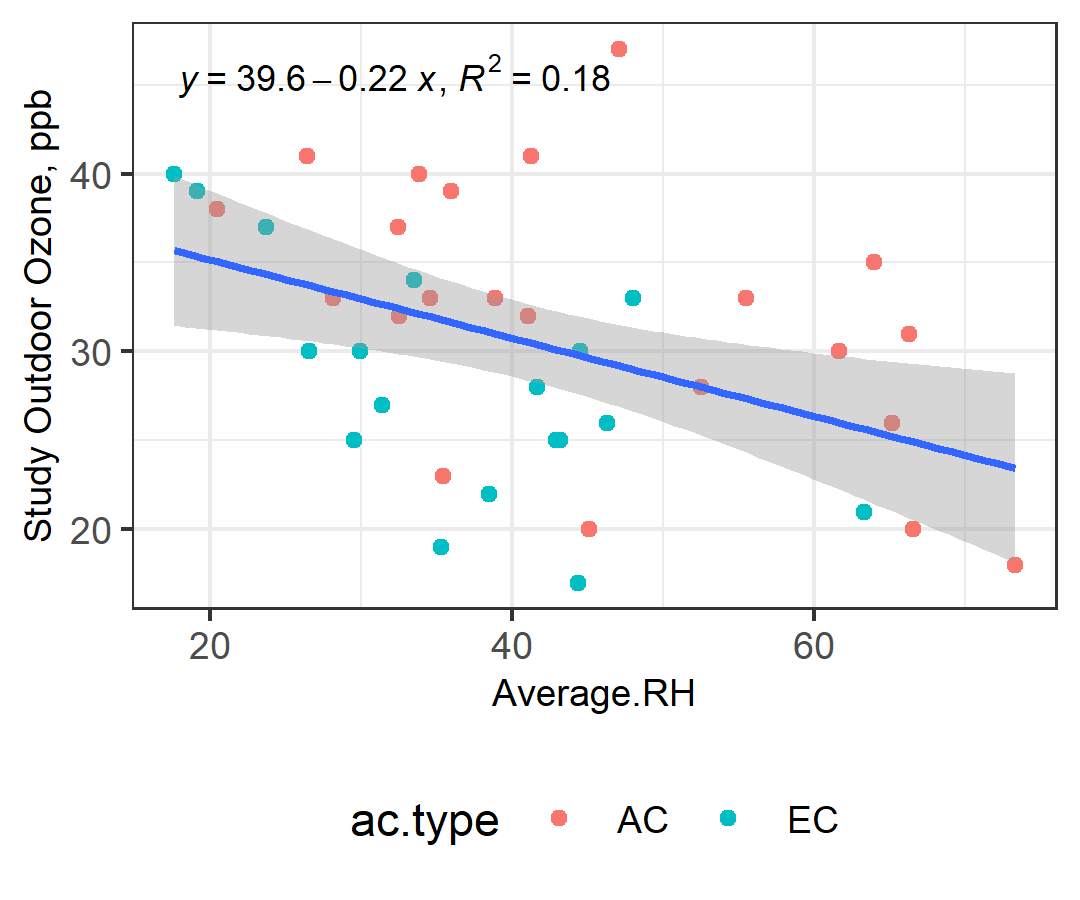 y = 39.6 – 0.22 x, R² = 0.18
Study Outdoor Ozone, ppb
40
30
20
20 40 60
Average.RH
ac.type AC EC